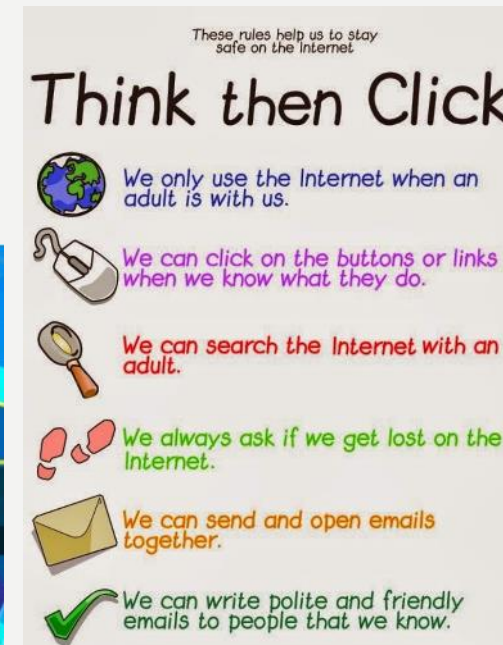 These rules help us to stay
safe on the Internet
Think then Click
We only use the Internet when an
adult is with us.
We can click on the buttons or links
when we know what they do.
We can search the Internet with an
adult.
We always ask if we get lost on the
Internet.
We can send and open emails
together.
We can write polite and friendly
emails to people that we know.